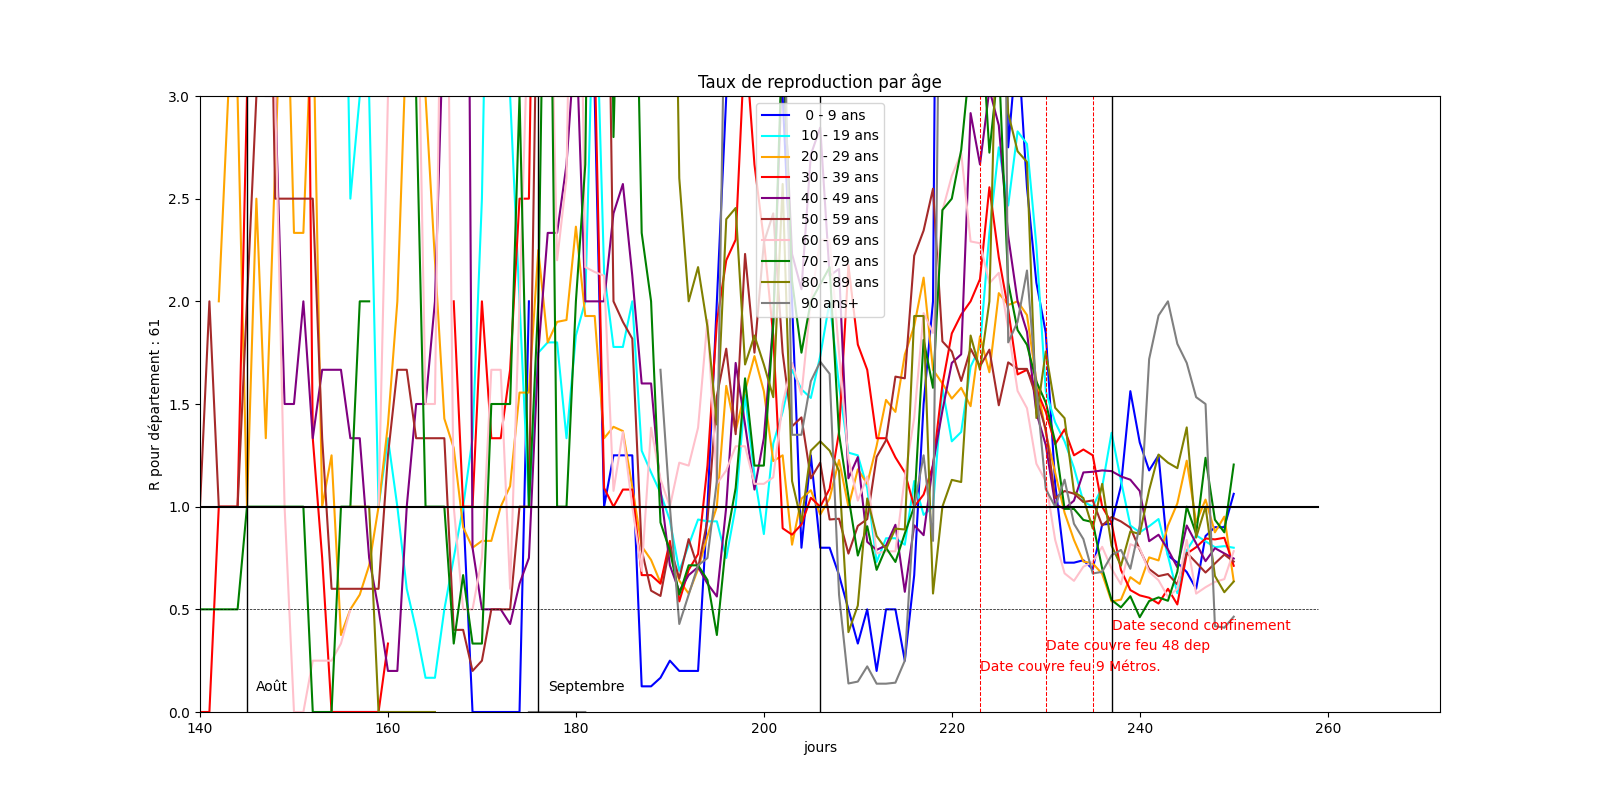 Taux de reproduction par âge
3.0
2.5
2.0
1.5
1.0
0.5
0.0
R pour département : 61
0 - 9 ans
10 - 19 ans
20 - 29 ans
30 - 39 ans
40 - 49 ans
50 - 59 ans
60 - 69 ans
70 - 79 ans
80 - 89 ans
90 ans+
Date second confinement
Date couvre feu 48 dep
Date couvre feu 9 Métros.
Août
Septembre
140
160
180
200
220
240
260
jours